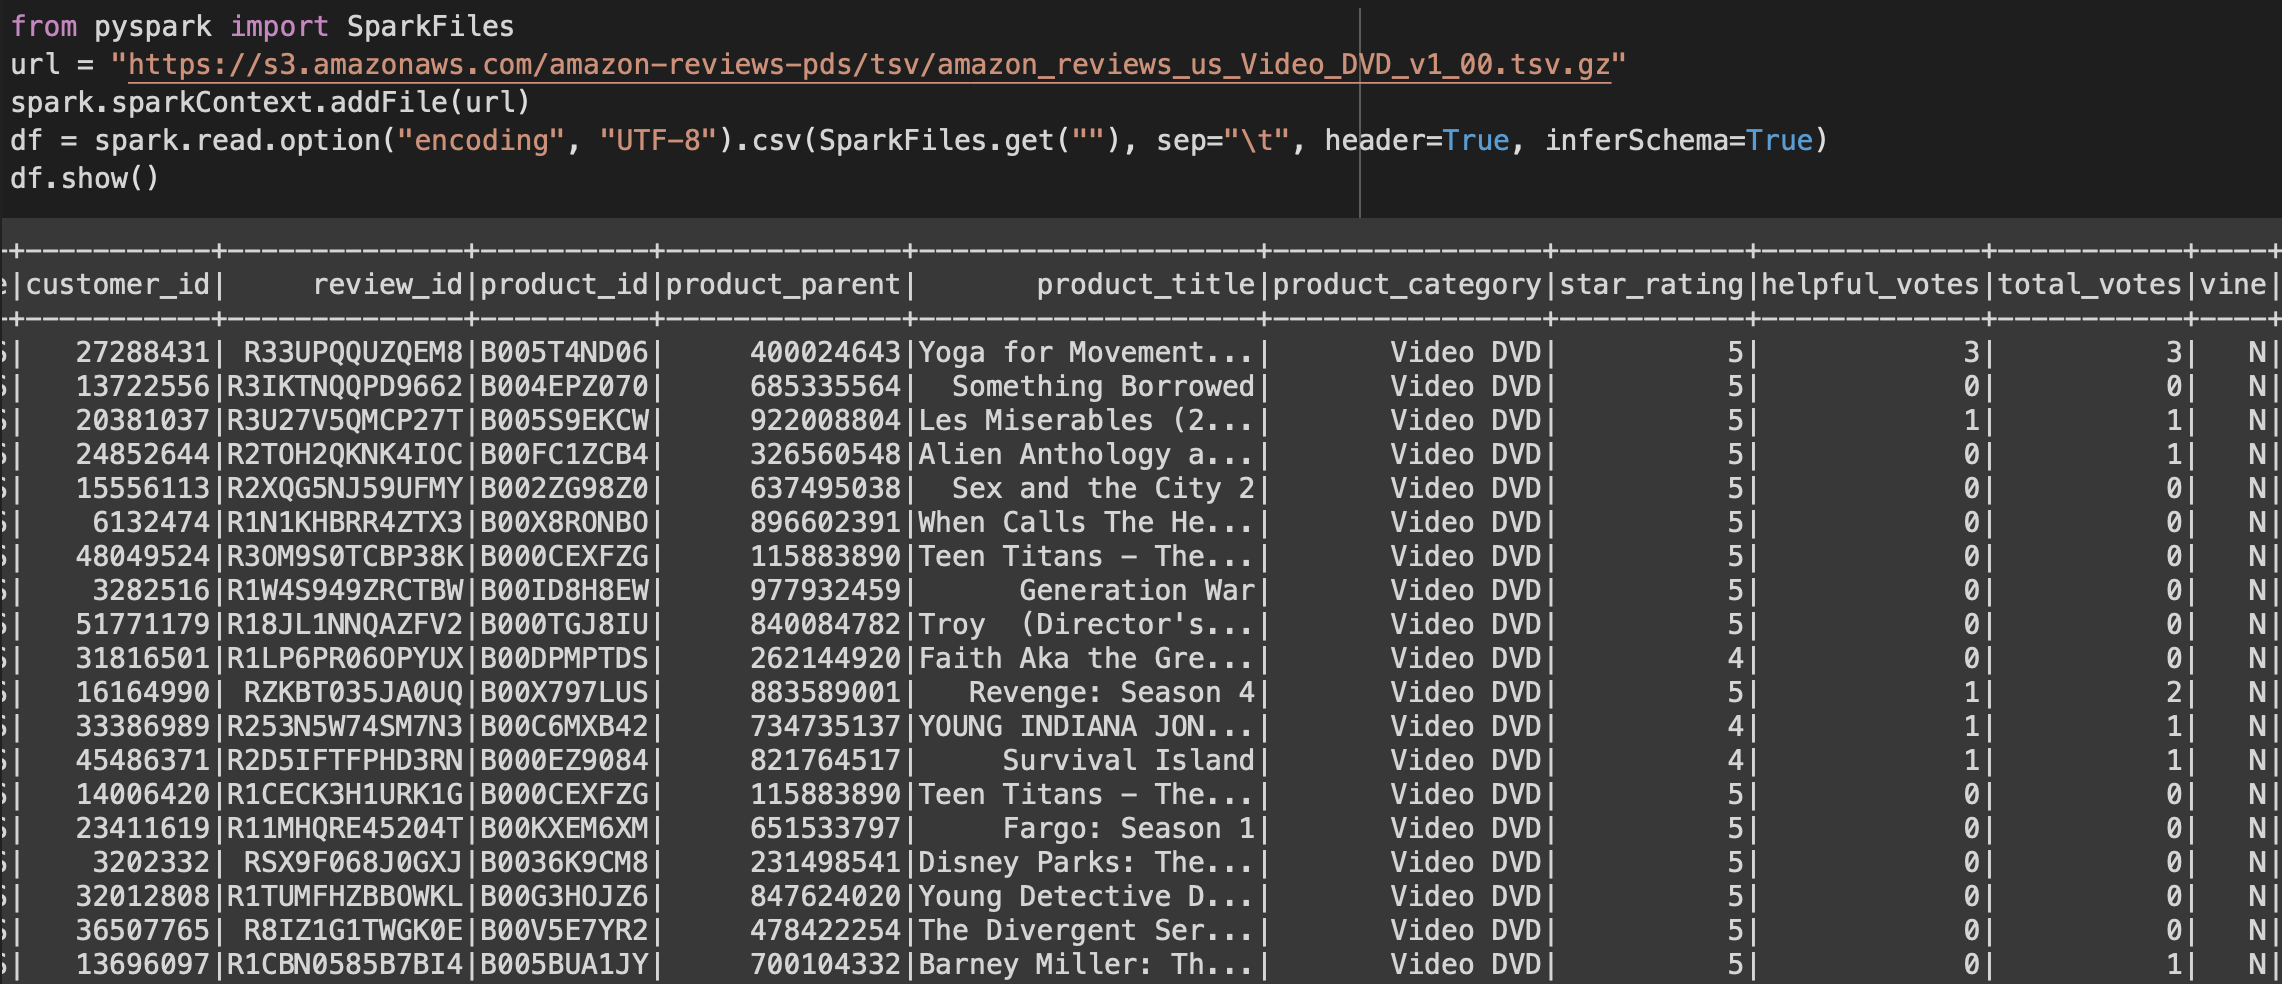 from pyspark import SparkFiles
url = "https://s3.amazonaws.com/amazon-reviews-pds/tsv/amazon_reviews_us_Video_DVD_v1_00.tsv.gz"
spark.sparkContext.addFile(url)
df = spark.read.option("encoding", "UTF-8").csv(SparkFiles.get(""), sep="\t", header=True, inferSchema=True)
df.show()
-+-----------+--------------+----------+--------------+--------------------+----------------+-----------+-------------+-----------+----+
e|customer_id|     review_id|product_id|product_parent|       product_title|product_category|star_rating|helpful_votes|total_votes|vine|
-+-----------+--------------+----------+--------------+--------------------+----------------+-----------+-------------+-----------+----+
S|   27288431| R33UPQQUZQEM8|B005T4ND06|     400024643|Yoga for Movement...|       Video DVD|          5|            3|          3|   N|
S|   13722556|R3IKTNQQPD9662|B004EPZ070|     685335564|  Something Borrowed|       Video DVD|          5|            0|          0|   N|
S|   20381037|R3U27V5QMCP27T|B005S9EKCW|     922008804|Les Miserables (2...|       Video DVD|          5|            1|          1|   N|
S|   24852644|R2TOH2QKNK4IOC|B00FC1ZCB4|     326560548|Alien Anthology a...|       Video DVD|          5|            0|          1|   N|
S|   15556113|R2XQG5NJ59UFMY|B002ZG98Z0|     637495038|  Sex and the City 2|       Video DVD|          5|            0|          0|   N|
S|    6132474|R1N1KHBRR4ZTX3|B00X8RONBO|     896602391|When Calls The He...|       Video DVD|          5|            0|          0|   N|
S|   48049524|R3OM9S0TCBP38K|B000CEXFZG|     115883890|Teen Titans - The...|       Video DVD|          5|            0|          0|   N|
S|    3282516|R1W4S949ZRCTBW|B00ID8H8EW|     977932459|      Generation War|       Video DVD|          5|            0|          0|   N|
S|   51771179|R18JL1NNQAZFV2|B000TGJ8IU|     840084782|Troy  (Director's...|       Video DVD|          5|            0|          0|   N|
S|   31816501|R1LP6PR06OPYUX|B00DPMPTDS|     262144920|Faith Aka the Gre...|       Video DVD|          4|            0|          0|   N|
S|   16164990| RZKBT035JA0UQ|B00X797LUS|     883589001|   Revenge: Season 4|       Video DVD|          5|            1|          2|   N|
S|   33386989|R253N5W74SM7N3|B00C6MXB42|     734735137|YOUNG INDIANA JON...|       Video DVD|          4|            1|          1|   N|
S|   45486371|R2D5IFTFPHD3RN|B000EZ9084|     821764517|     Survival Island|       Video DVD|          4|            1|          1|   N|
S|   14006420|R1CECK3H1URK1G|B000CEXFZG|     115883890|Teen Titans - The...|       Video DVD|          5|            0|          0|   N|
S|   23411619|R11MHQRE45204T|B00KXEM6XM|     651533797|     Fargo: Season 1|       Video DVD|          5|            0|          0|   N|
S|    3202332| RSX9F068J0GXJ|B0036K9CM8|     231498541|Disney Parks: The...|       Video DVD|          5|            0|          0|   N|
S|   32012808|R1TUMFHZBBOWKL|B00G3HOJZ6|     847624020|Young Detective D...|       Video DVD|          5|            0|          0|   N|
S|   36507765| R8IZ1G1TWGK0E|B00V5E7YR2|     478422254|The Divergent Ser...|       Video DVD|          5|            0|          0|   N|
S|   13696097|R1CBN0585B7BI4|B005BUA1JY|     700104332|Barney Miller: Th...|       Video DVD|          5|            0|          1|   N|